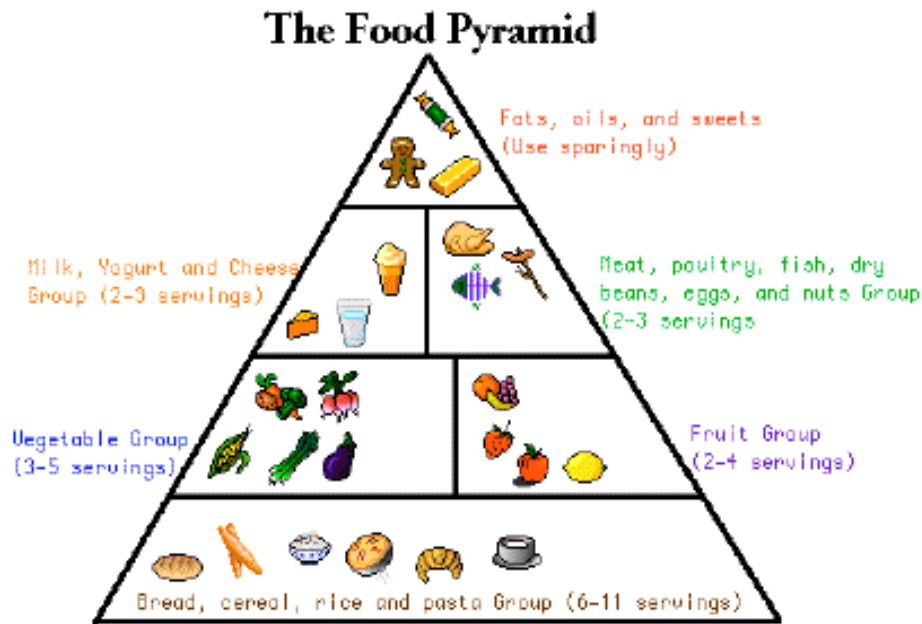 The Food Pyramid
Fats, oils, and sweets
(Use sparingly)
Milk, Yogurt and Cheese
Group (2-3 servings)
Meat, poultry, fish, dry
beans, eggs, and nuts Group
(2-3 servings
Vegetable Group
(3-5 servings)
Fruit Group
(2-4 servings)
Bread, cereal, rice and pasta Group (6-11 servings)